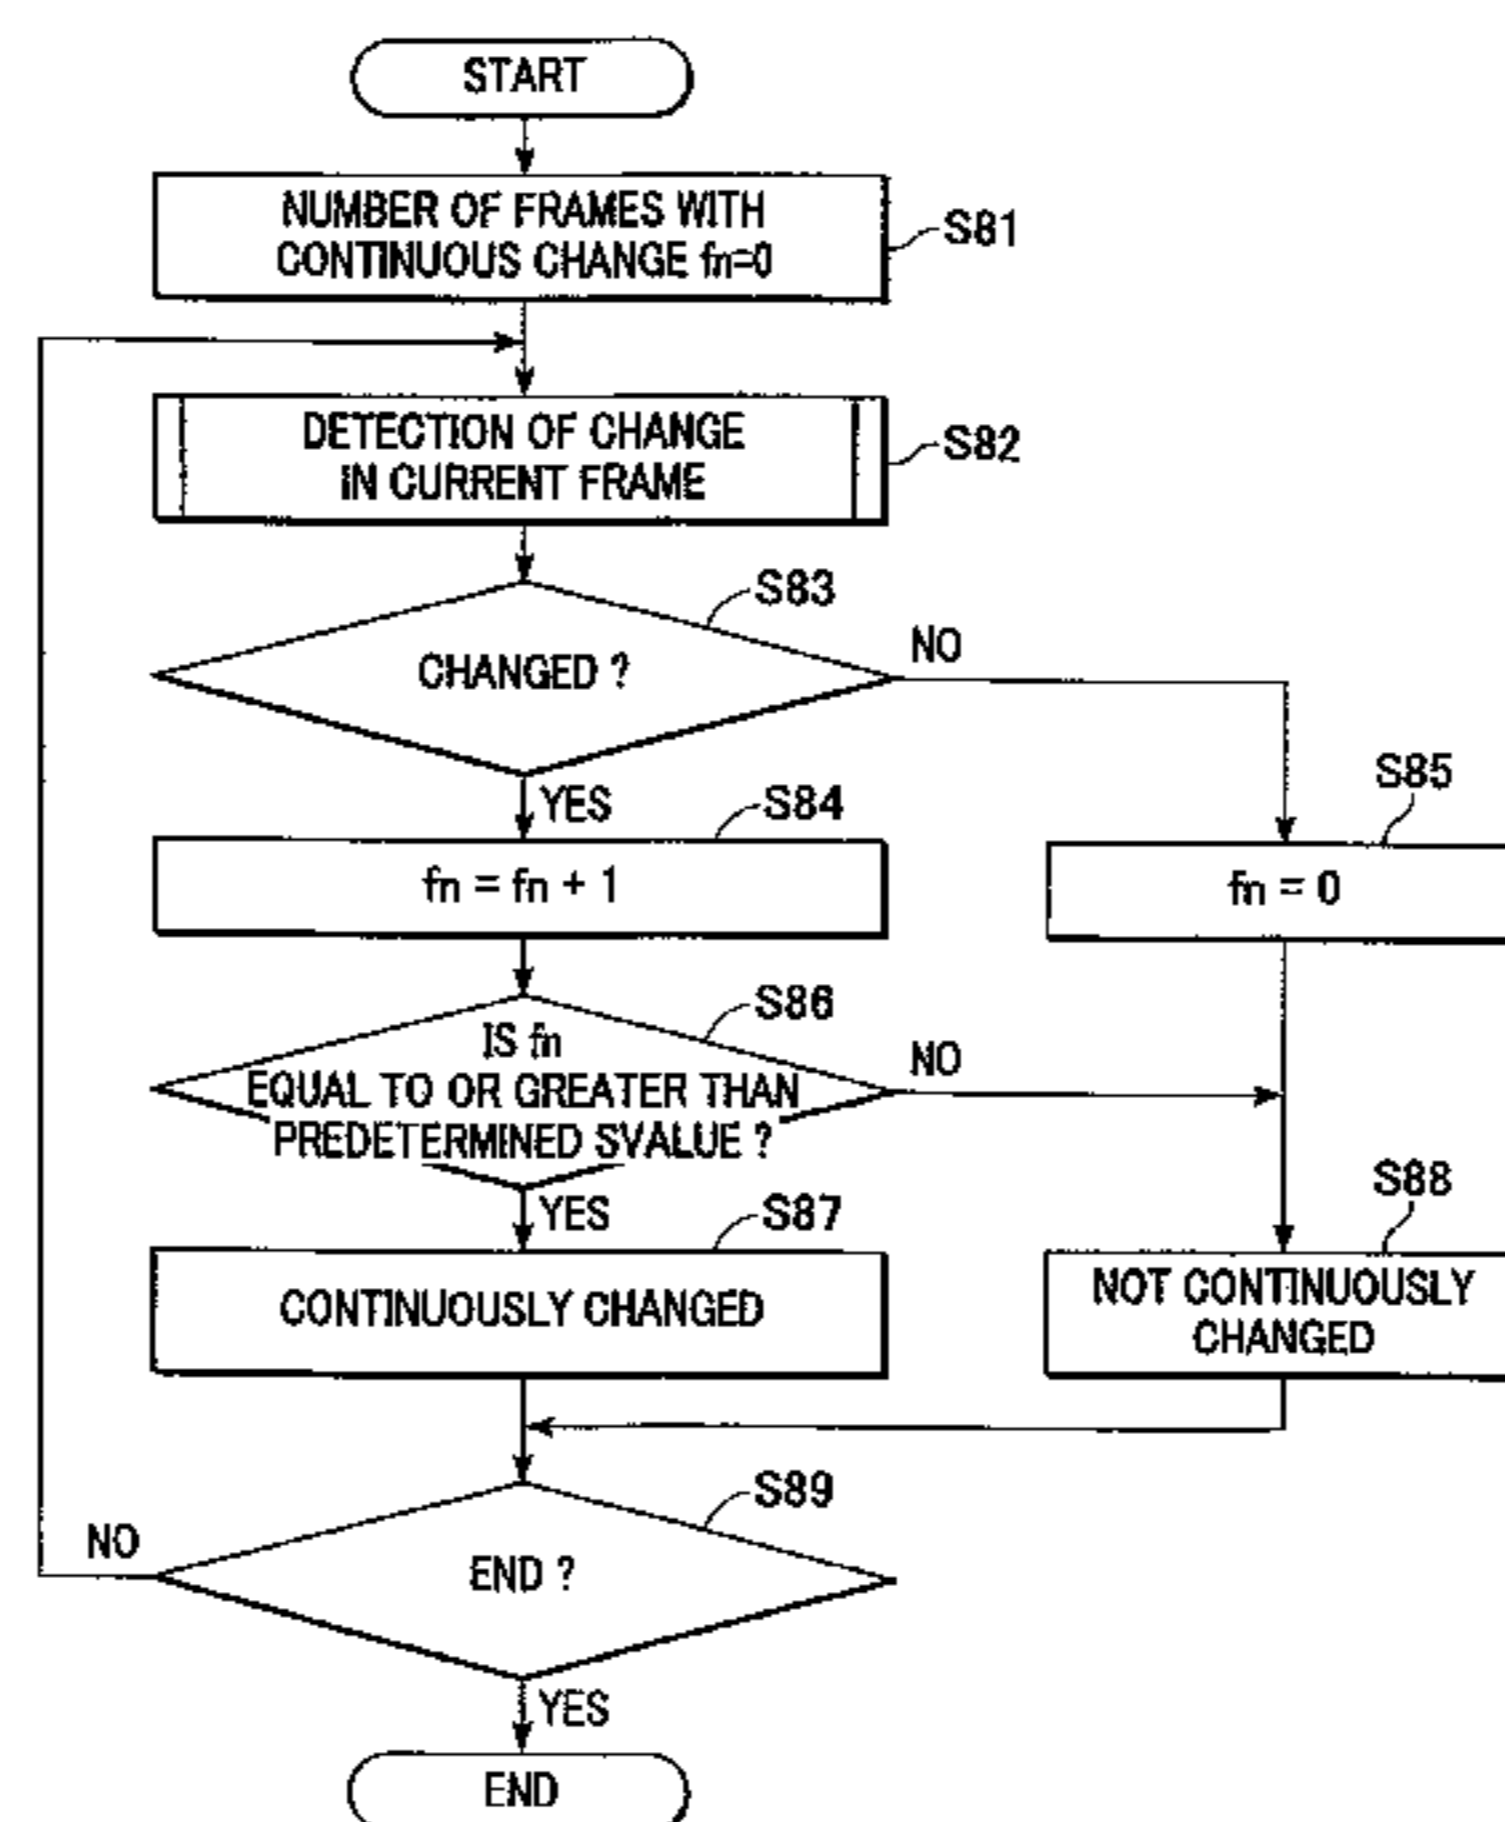 START
NUMBER OF FRAMES WITH
CONTINUOUS CHANGE fn=0
S81
DETECTION OF CHANGE
IN CURRENT FRAME
S82
S83
CHANGED ?
NO
YES
S84
S85
fn = fn + 1
fn = 0
S86
IS fn
EQUAL TO OR GREATER THAN
PREDETERMINED SVALUE ?
NO
YES
S87
S88
CONTINUOUSLY CHANGED
NOT CONTINUOUSLY
CHANGED
S89
NO
END ?
YES
END